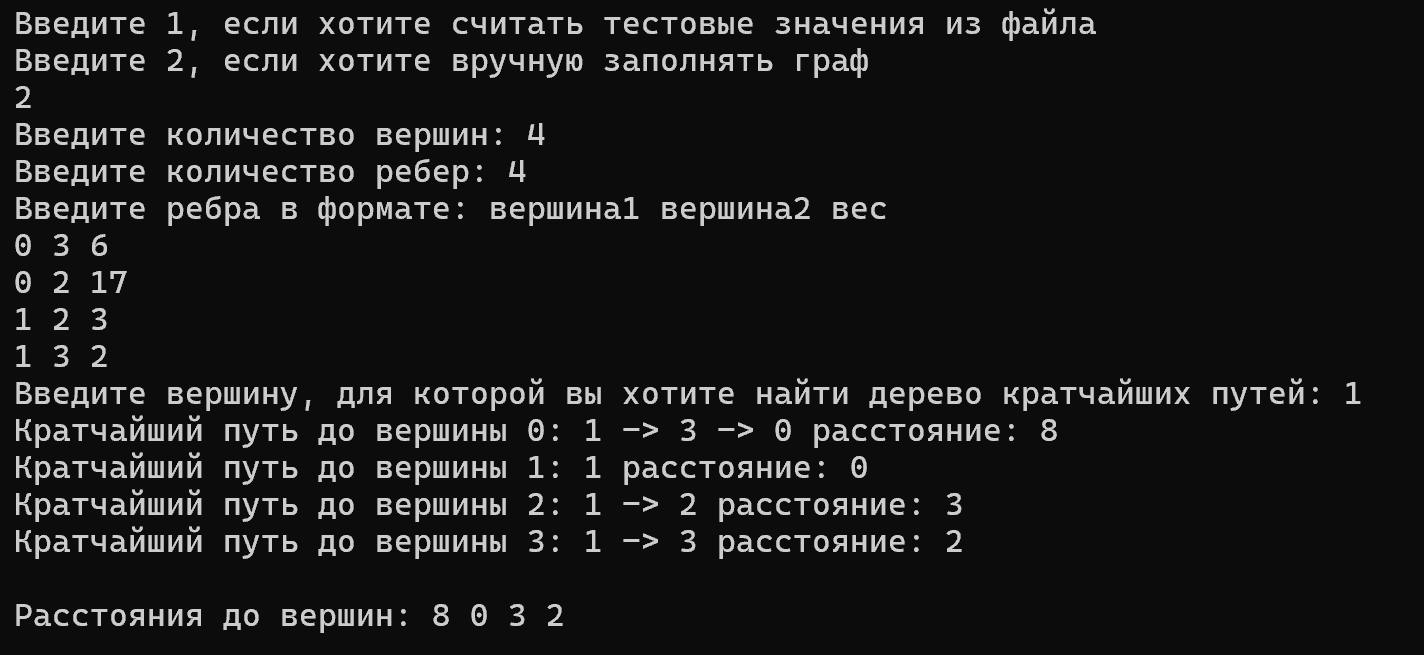 Введите 1, если хотите считать тестовые значения из файла
Введите 2, если хотите вручную заполнять граф
2
Введите количество вершин: 4
Введите количество ребер: 4
Введите ребра в формате: вершина1 вершина2 вес
0 3 6
0 2 17
1 2 3
1 3 2
Введите вершину, для которой вы хотите найти дерево кратчайших путей: 1
Кратчайший путь до вершины 0: 1 -> 3 -> 0 расстояние: 8
Кратчайший путь до вершины 1: 1 расстояние: 0
Кратчайший путь до вершины 2: 1 -> 2 расстояние: 3
Кратчайший путь до вершины 3: 1 -> 3 расстояние: 2
Расстояния до вершин: 8 0 3 2